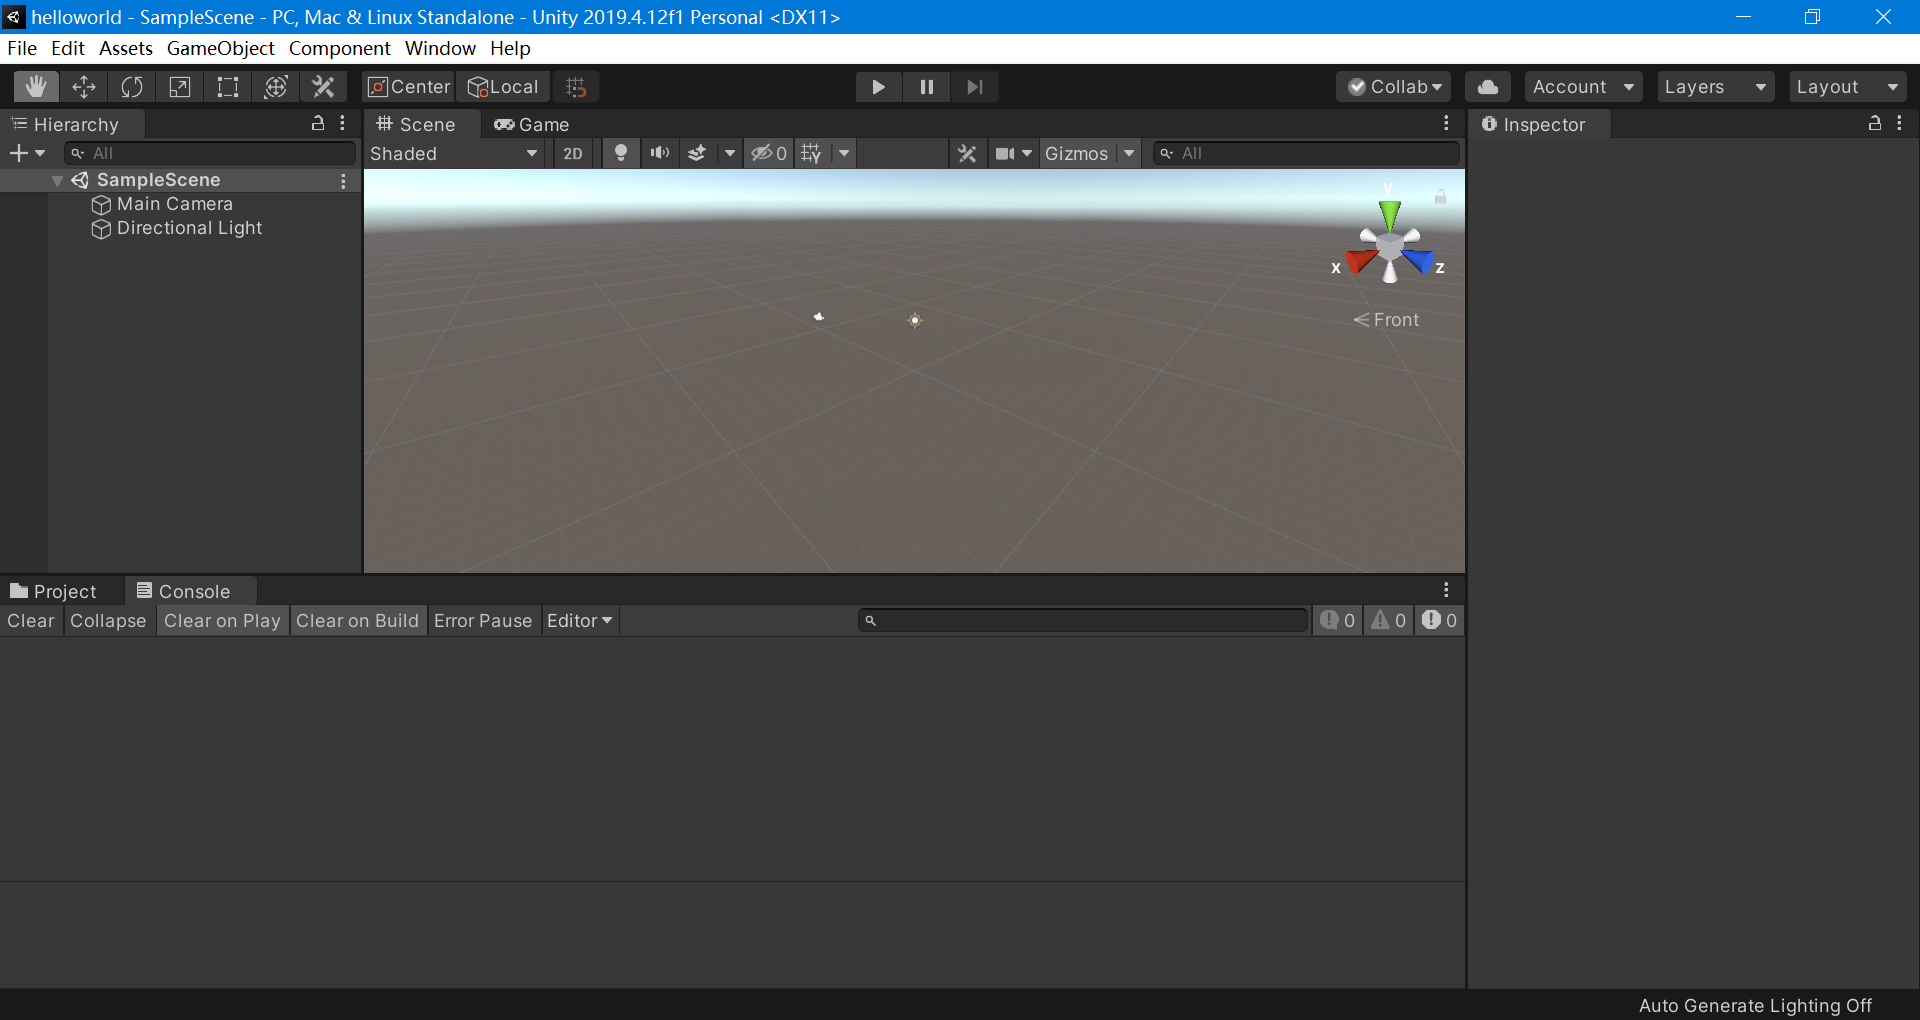 helloworld - SampleScene - PC, Mac & Linux Standalone - Unity 2019.4.12f1 Personal <DX11>
File Edit Assets GameObject Component Window Help
Center Local Collab Account Layers Layout
Hierarchy
All
SampleScene
Main Camera
Directional Light
Scene Game
Shaded 2D 0 Gizmos All
y
x z
Front
Inspector
Project Console
Clear Collapse Clear on Play Clear on Build Error Pause Editor 0 0 0
Auto Generate Lighting Off